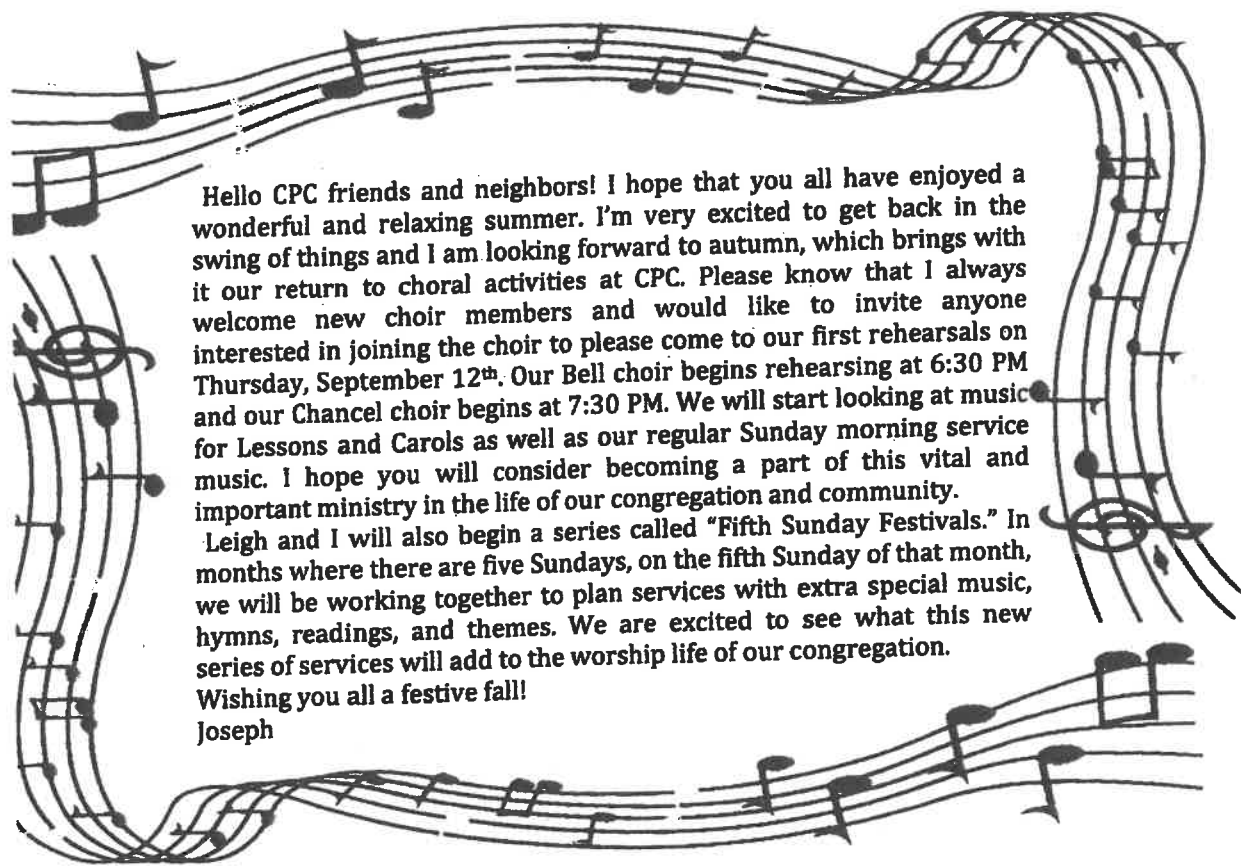 Hello CPC friends and neighbors! I hope that you all have enjoyed a
wonderful and relaxing summer. I'm very excited to get back in the
swing of things and I am looking forward to autumn, which brings with
it our return to choral activities at CPC. Please know that I always
welcome new choir members and would like to invite anyone
interested in joining the choir to please come to our first rehearsals on
Thursday, September 12th. Our Bell choir begins rehearsing at 6:30 PM
and our Chancel choir begins at 7:30 PM. We will start looking at music
for Lessons and Carols as well as our regular Sunday morning service
music. I hope you will consider becoming a part of this vital and
important ministry in the life of our congregation and community.
Leigh and I will also begin a series called "Fifth Sunday Festivals." In
months where there are five Sundays, on the fifth Sunday of that month,
we will be working together to plan services with extra special music,
hymns, readings, and themes. We are excited to see what this new
series of services will add to the worship life of our congregation.
Wishing you all a festive fall!
Joseph